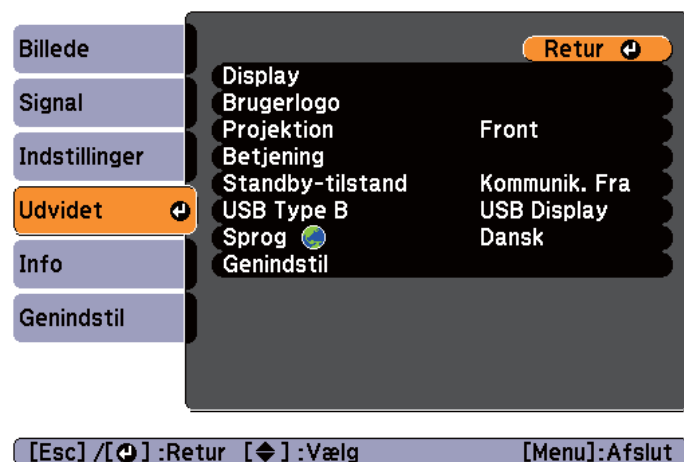 Billede
Signal
Indstillinger
Udvidet
Info
Genindstil
Retur
Display
Brugerlogo
Projektion Front
Betjening
Standby-tilstand Kommunik. Fra
USB Type B USB Display
Sprog Dansk
Genindstil
[Esc] /[ ] :Retur [ ] :Vælg [Menu]:Afslut